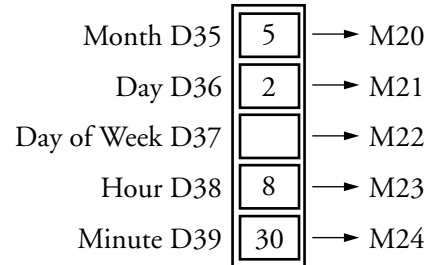 Month D35 5 M20
Day D36 2 M21
Day of Week D37 M22
Hour D38 8 M23
Minute D39 30 M24